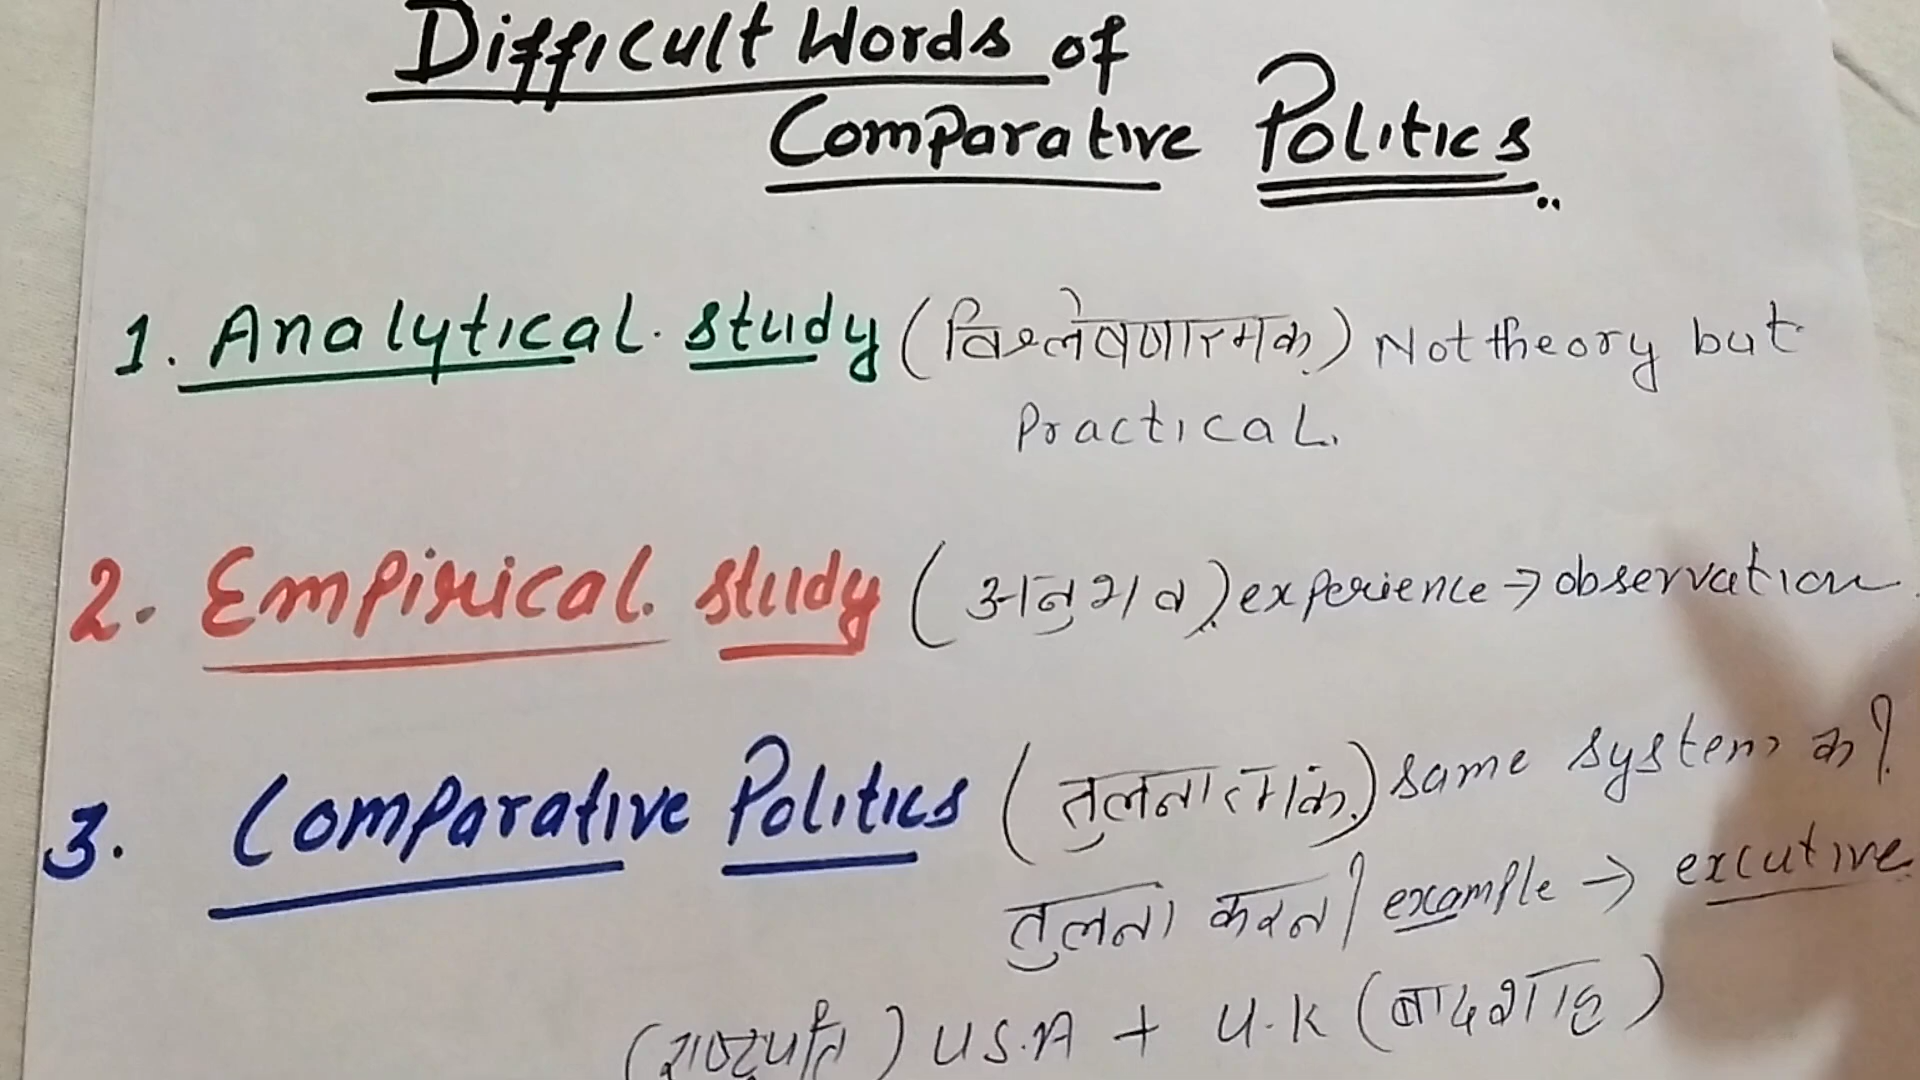 Difficult Words of
Comparative Politics
1. Analytical study (विश्लेषणात्मक) Not theory but
Practical.
2. Empirical study (अनुभव) experience → observation
3. Comparative Politics (तुलनात्मक) same system की
तुलना करना example → excutive
(राष्ट्रपति) U.S.A + U.K (बादशाह)